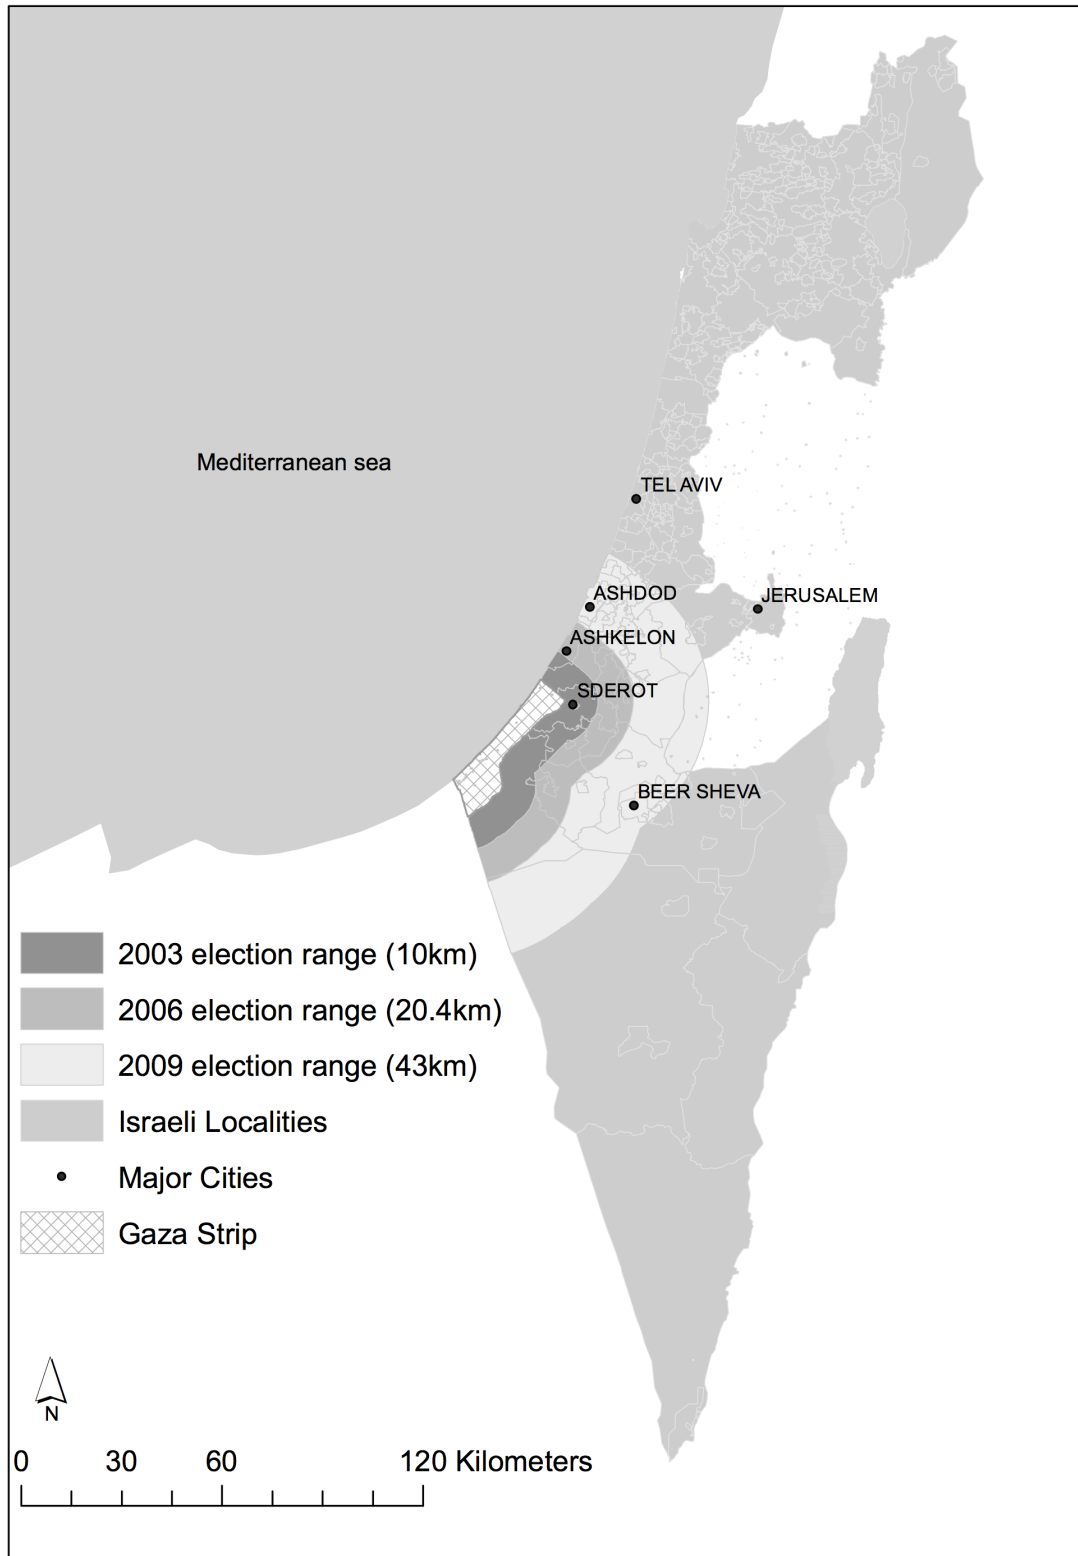 Mediterranean sea
TEL AVIV
ASHDOD
JERUSALEM
ASHKELON
SDEROT
BEER SHEVA
2003 election range (10km)
2006 election range (20.4km)
2009 election range (43km)
Israeli Localities
Major Cities
Gaza Strip
N
0 30 60 120 Kilometers